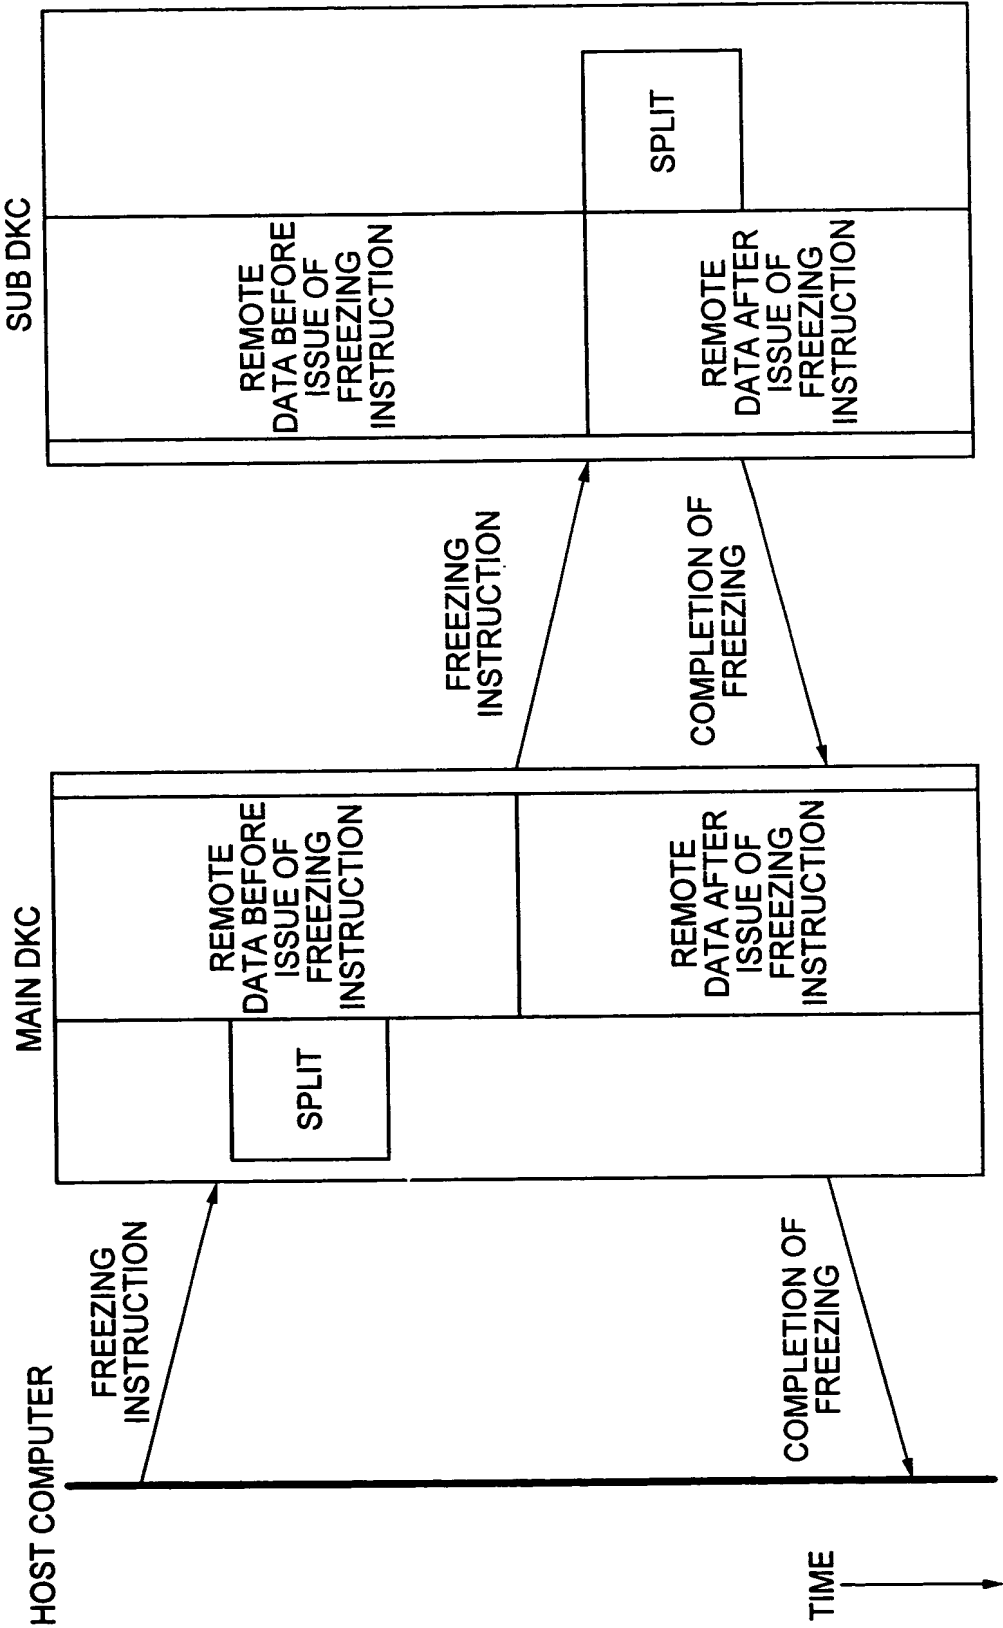 HOST COMPUTER
MAIN DKC
SUB DKC
FREEZING
INSTRUCTION
SPLIT
REMOTE
DATA BEFORE
ISSUE OF
FREEZING
INSTRUCTION
REMOTE
DATA BEFORE
ISSUE OF
FREEZING
INSTRUCTION
FREEZING
INSTRUCTION
SPLIT
REMOTE
DATA AFTER
ISSUE OF
FREEZING
INSTRUCTION
COMPLETION OF
FREEZING
REMOTE
DATA AFTER
ISSUE OF
FREEZING
INSTRUCTION
COMPLETION OF
FREEZING
TIME